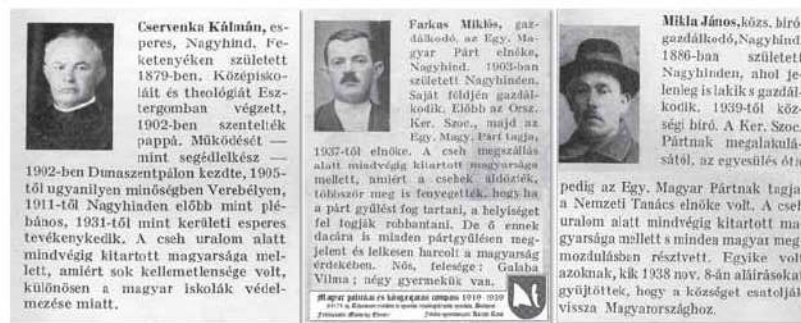 Cservenka Kálmán, es-
peres, Nagyhind. Fe-
ketenyéken született
1879-ben. Középisko-
láit és theológiát Esz-
tergomban végzett,
1902-ben szentelték
pappá. Működését —
mint segédlelkész —
1902-ben Dunaszentpálon kezdte, 1905-
től ugyanilyen minőségben Verebélyen,
1911-től Nagyhinden előbb mint plé-
bános, 1931-től mint kerületi esperes
tevékenykedik. A cseh uralom alatt
mindvégig kitartott magyarsága mel-
lett, amiért sok kellemetlensége volt,
különösen a magyar iskolák védel-
mezése miatt.
Farkas Miklós, gaz-
dálkodó, az Egy. Ma-
gyar Párt elnöke,
Nagyhind. 1903-ban
született Nagyhinden.
Saját földjén gazdál-
kodik. Előbb az Orsz.
Ker. Szoc., majd az
Egy. Magy. Párt tagja,
1937-től elnöke. A cseh megszállás
alatt mindvégig kitartott magyarsága
mellett, amiért a csehek üldözték,
többször meg is fenyegették, hogy ha
a párt gyűlést fog tartani, a helyiséget
fel fogják robbantani. De ő ennek
dacára is minden pártgyűlésen meg-
jelent és lelkesen harcolt a magyarság
érdekében. Nős, felesége: Galaba
Vilma; négy gyermekük van.
Magyar politikai és közigazgatási compass 1919-1939
Mikla János, közs. bíró
gazdálkodó, Nagyhind
1886-ban született
Nagyhinden, ahol je
lenleg is lakik s gazdál
kodik. 1939-től köz
ségi bíró. A Ker. Szoc.
Pártnak megalakulá
sától, az egyesülés óta
pedig az Egy. Magyar Pártnak tagja
a Nemzeti Tanács elnöke volt. A cseh
uralom alatt mindvégig kitartott ma
gyarsága mellett s minden magyar meg
mozdulásban résztvett. Egyike volt
azoknak, kik 1938 nov. 8-án aláírásokat
gyüjtöttek, hogy a községet csatolják
vissza Magyarországhoz.